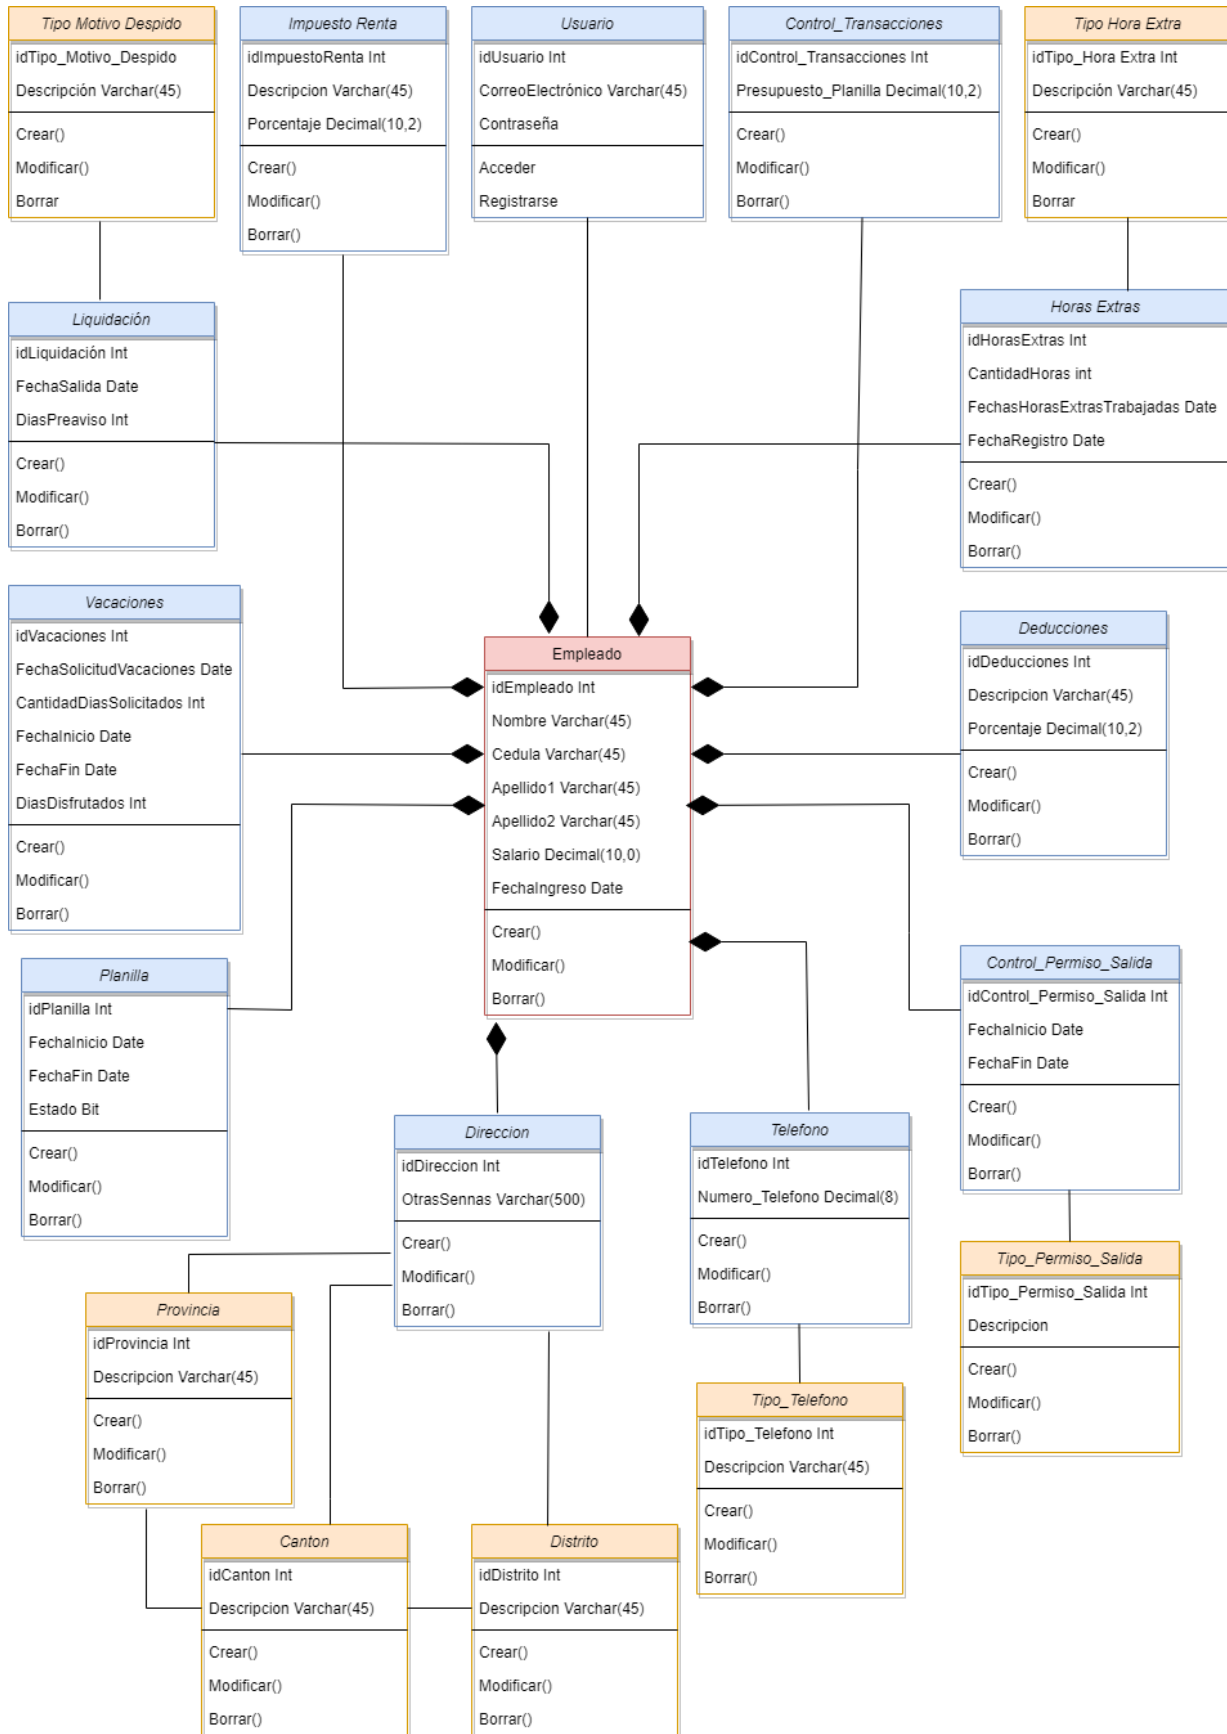 Tipo Motivo Despido
idTipo_Motivo_Despido
Descripción Varchar(45)
Crear()
Modificar()
Borrar
Impuesto Renta
idImpuestoRenta Int
Descripcion Varchar(45)
Porcentaje Decimal(10,2)
Crear()
Modificar()
Borrar()
Usuario
idUsuario Int
CorreoElectrónico Varchar(45)
Contraseña
Acceder
Registrarse
Control_Transacciones
idControl_Transacciones Int
Presupuesto_Planilla Decimal(10,2)
Crear()
Modificar()
Borrar()
Tipo Hora Extra
idTipo_Hora Extra Int
Descripción Varchar(45)
Crear()
Modificar()
Borrar
Liquidación
idLiquidación Int
FechaSalida Date
DiasPreaviso Int
Crear()
Modificar()
Borrar()
Horas Extras
idHorasExtras Int
CantidadHoras int
FechasHorasExtrasTrabajadas Date
FechaRegistro Date
Crear()
Modificar()
Borrar()
Vacaciones
idVacaciones Int
FechaSolicitudVacaciones Date
CantidadDiasSolicitados Int
FechaInicio Date
FechaFin Date
DiasDisfrutados Int
Crear()
Modificar()
Borrar()
Empleado
idEmpleado Int
Nombre Varchar(45)
Cedula Varchar(45)
Apellido1 Varchar(45)
Apellido2 Varchar(45)
Salario Decimal(10,0)
FechaIngreso Date
Crear()
Modificar()
Borrar()
Deducciones
idDeducciones Int
Descripcion Varchar(45)
Porcentaje Decimal(10,2)
Crear()
Modificar()
Borrar()
Planilla
idPlanilla Int
FechaInicio Date
FechaFin Date
Estado Bit
Crear()
Modificar()
Borrar()
Control_Permiso_Salida
idControl_Permiso_Salida Int
FechaInicio Date
FechaFin Date
Crear()
Modificar()
Borrar()
Direccion
idDireccion Int
OtrasSennas Varchar(500)
Crear()
Modificar()
Borrar()
Telefono
idTelefono Int
Numero_Telefono Decimal(8)
Crear()
Modificar()
Borrar()
Tipo_Permiso_Salida
idTipo_Permiso_Salida Int
Descripcion
Crear()
Modificar()
Borrar()
Provincia
idProvincia Int
Descripcion Varchar(45)
Crear()
Modificar()
Borrar()
Tipo_Telefono
idTipo_Telefono Int
Descripcion Varchar(45)
Crear()
Modificar()
Borrar()
Canton
idCanton Int
Descripcion Varchar(45)
Crear()
Modificar()
Borrar()
Distrito
idDistrito Int
Descripcion Varchar(45)
Crear()
Modificar()
Borrar()